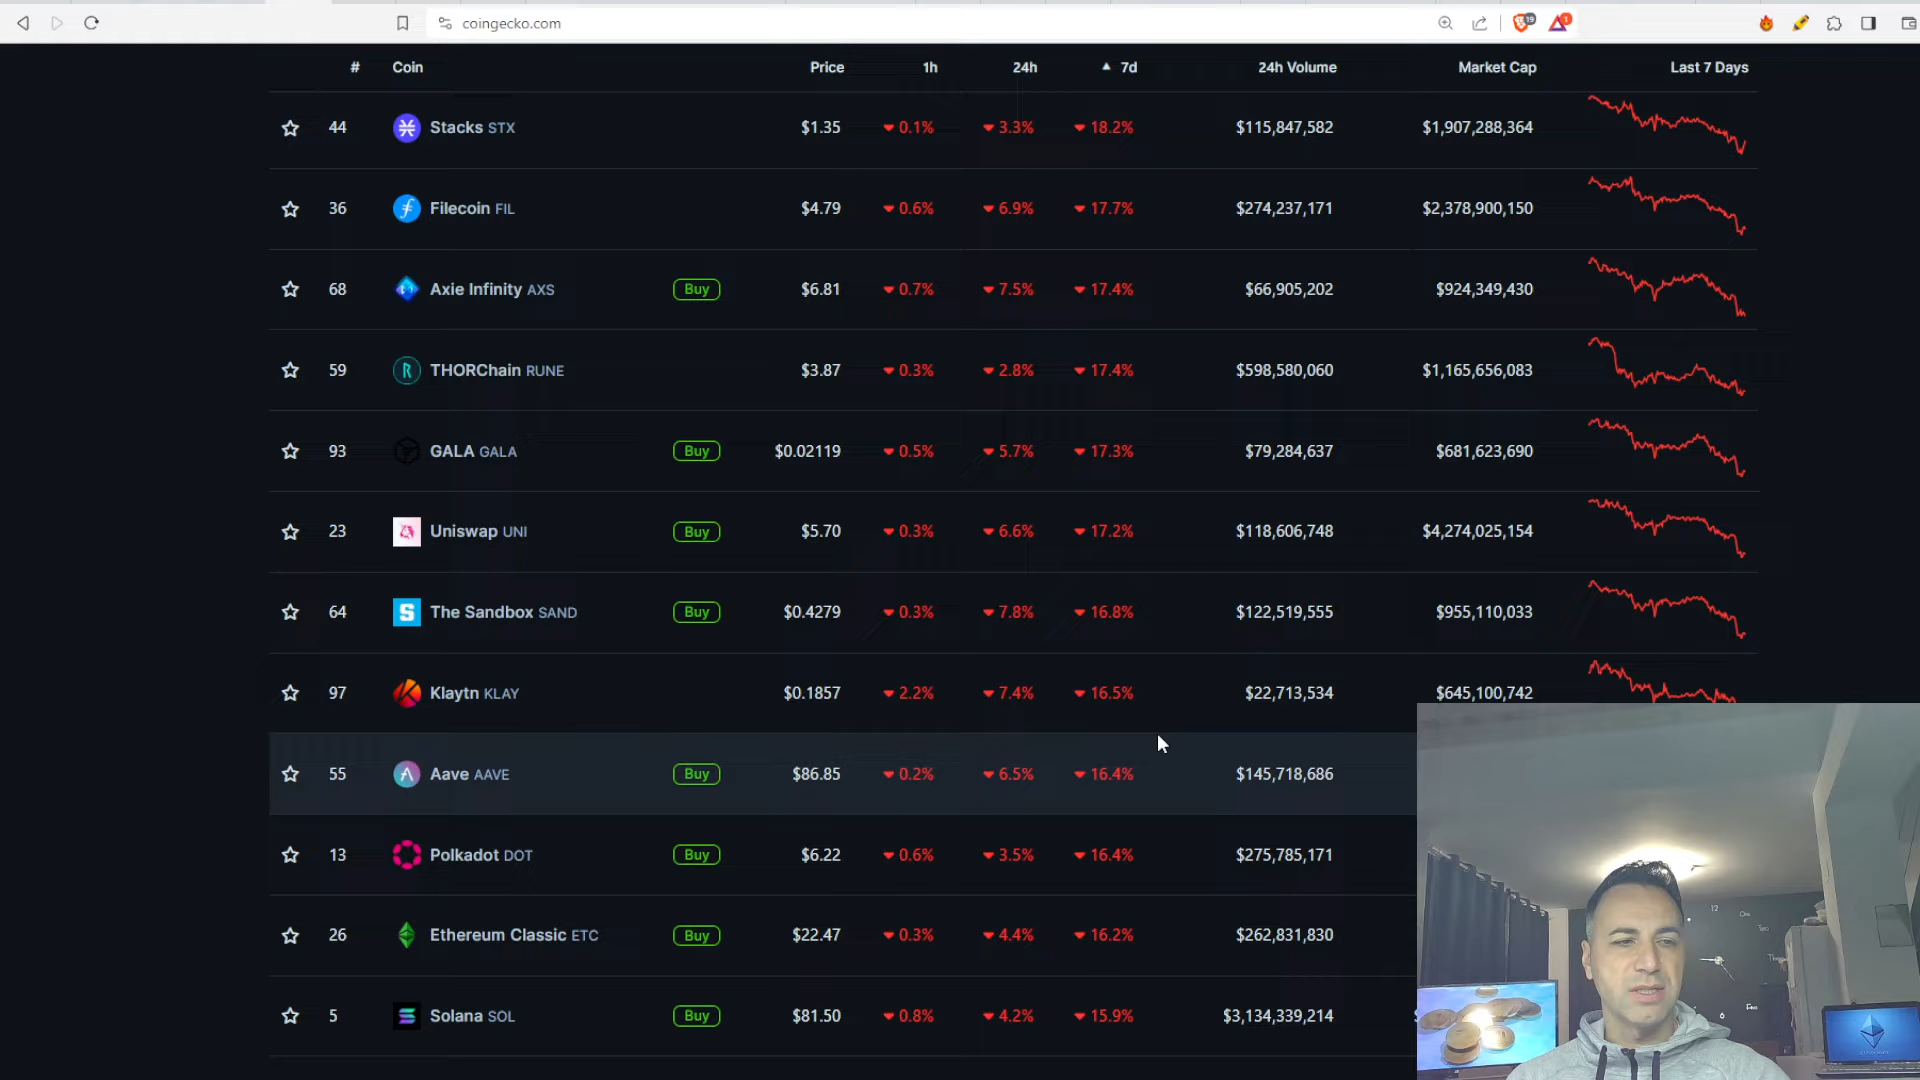 coingecko.com
19
1
# Coin Price 1h 24h 7d 24h Volume Market Cap Last 7 Days
44 Stacks STX $1.35 0.1% 3.3% 18.2% $115,847,582 $1,907,288,364
36 Filecoin FIL $4.79 0.6% 6.9% 17.7% $274,237,171 $2,378,900,150
68 Axie Infinity AXS Buy $6.81 0.7% 7.5% 17.4% $66,905,202 $924,349,430
59 THORChain RUNE $3.87 0.3% 2.8% 17.4% $598,580,060 $1,165,656,083
93 GALA GALA Buy $0.02119 0.5% 5.7% 17.3% $79,284,637 $681,623,690
23 Uniswap UNI Buy $5.70 0.3% 6.6% 17.2% $118,606,748 $4,274,025,154
64 The Sandbox SAND Buy $0.4279 0.3% 7.8% 16.8% $122,519,555 $955,110,033
97 Klaytn KLAY $0.1857 2.2% 7.4% 16.5% $22,713,534 $645,100,742
55 Aave AAVE Buy $86.85 0.2% 6.5% 16.4% $145,718,686
13 Polkadot DOT Buy $6.22 0.6% 3.5% 16.4% $275,785,171
26 Ethereum Classic ETC Buy $22.47 0.3% 4.4% 16.2% $262,831,830
5 Solana SOL Buy $81.50 0.8% 4.2% 15.9% $3,134,339,214
12